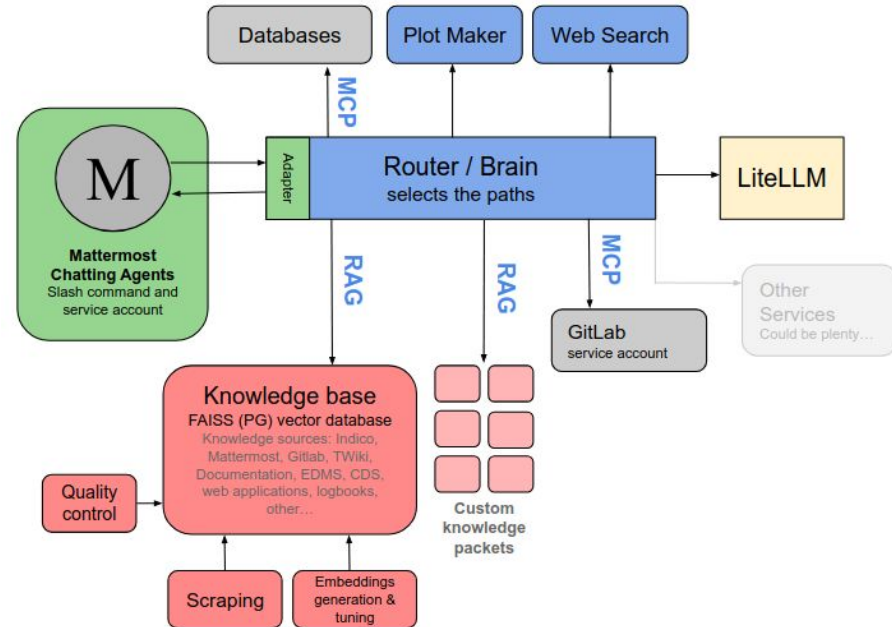 Databases
Plot Maker
Web Search
MCP
M
Mattermost
Chatting Agents
Slash command and
service account
Adapter
Router / Brain
selects the paths
LiteLLM
RAG
RAG
MCP
GitLab
service account
Other
Services
Could be plenty…
Knowledge base
FAISS (PG) vector database
Knowledge sources: Indico,
Mattermost, Gitlab, TWiki,
Documentation, EDMS, CDS,
web applications, logbooks,
other…
Custom
knowledge
packets
Quality
control
Scraping
Embeddings
generation &
tuning